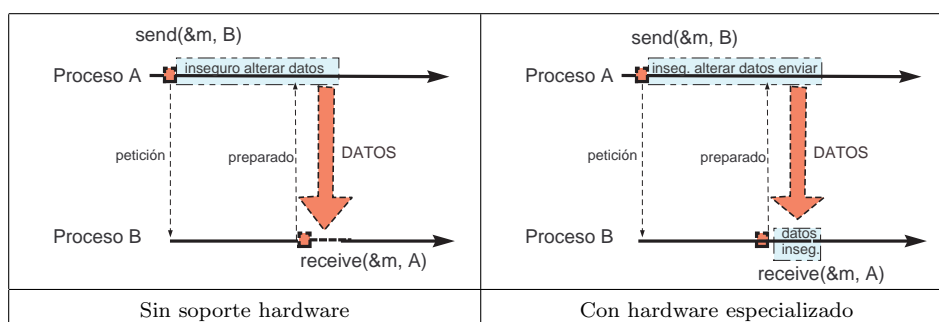 send(&m, B)
Proceso A
inseguro alterar datos
petición
preparado
DATOS
Proceso B
receive(&m, A)
Sin soporte hardware
send(&m, B)
Proceso A
inseg. alterar datos enviar
petición
preparado
DATOS
Proceso B
datos
inseg.
receive(&m, A)
Con hardware especializado